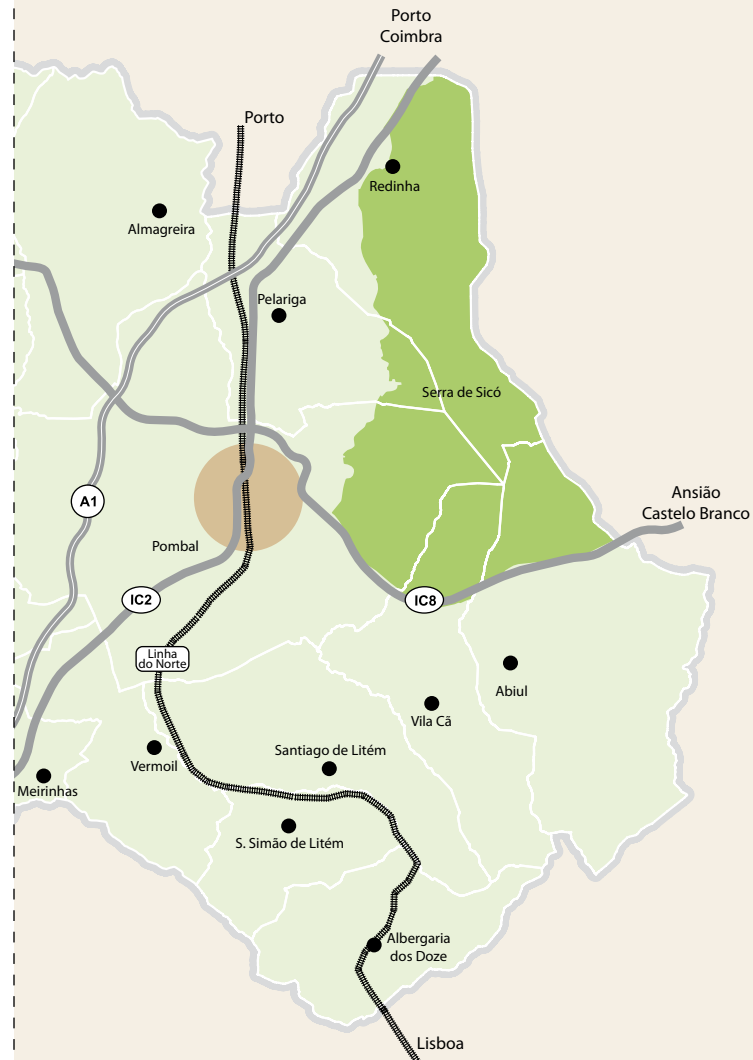 Porto
Coimbra
Porto
Redinha
Almagreira
Pelariga
Serra de Sicó
Ansião
Castelo Branco
A1
Pombal
IC2
IC8
Linha
do Norte
Abiul
Vila Cã
Santiago de Litém
Vermoil
Meirinhas
S. Simão de Litém
Albergaria
dos Doze
Lisboa